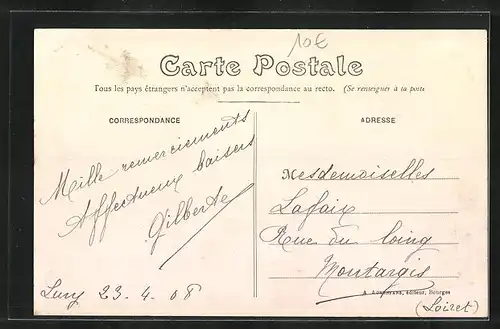 10€
Carte Postale
Tous les pays étrangers n'acceptent pas la correspondance au recto. (Se renseigner à la poste
CORRESPONDANCE
ADRESSE
Mille remerciements
Affectueux baisers
Gilberte
Lury 23-4-08
Mesdemoiselles
Lafaix
Rue du Loing
Montargis
éditeur, Bourges
(Loiret)